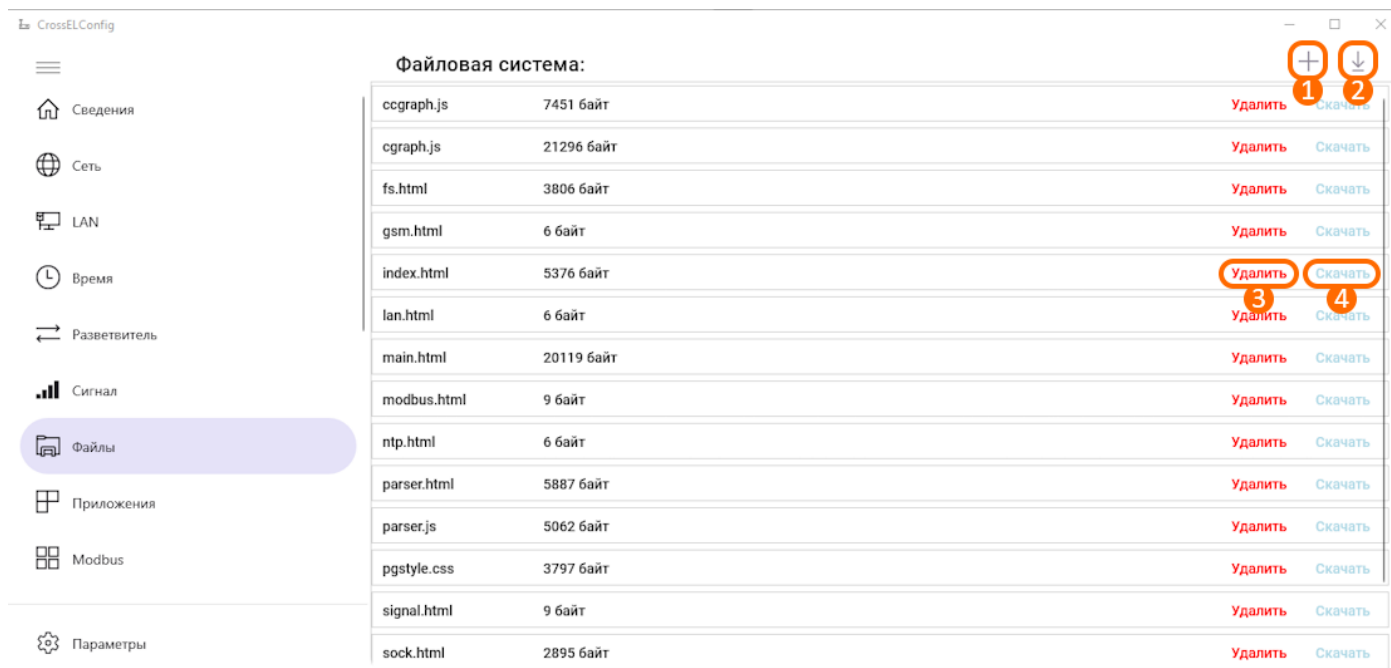 CrossELConfig
Файловая система:
1 2
Сведения
Сеть
LAN
Время
Разветвитель
Сигнал
Файлы
Приложения
Modbus
Параметры
ccgraph.js 7451 байт Удалить Скачать
cgraph.js 21296 байт Удалить Скачать
fs.html 3806 байт Удалить Скачать
gsm.html 6 байт Удалить Скачать
index.html 5376 байт Удалить Скачать
3 4
lan.html 6 байт Удалить Скачать
main.html 20119 байт Удалить Скачать
modbus.html 9 байт Удалить Скачать
ntp.html 6 байт Удалить Скачать
parser.html 5887 байт Удалить Скачать
parser.js 5062 байт Удалить Скачать
pgstyle.css 3797 байт Удалить Скачать
signal.html 9 байт Удалить Скачать
sock.html 2895 байт Удалить Скачать